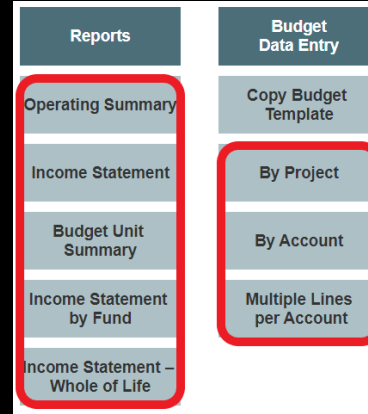 Reports
Operating Summary
Income Statement
Budget Unit
Summary
Income Statement
by Fund
Income Statement –
Whole of Life
Budget
Data Entry
Copy Budget
Template
By Project
By Account
Multiple Lines
per Account